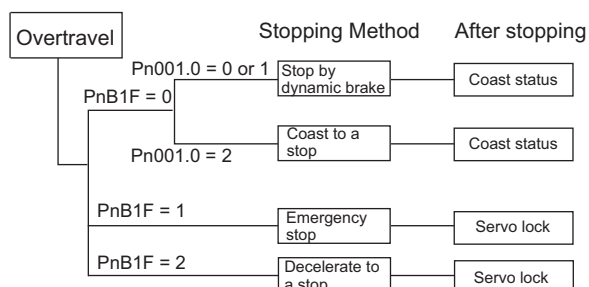 Overtravel
Stopping Method
After stopping
Pn001.0 = 0 or 1
Stop by
dynamic brake
Coast status
PnB1F = 0
Coast to a
stop
Coast status
Pn001.0 = 2
PnB1F = 1
Emergency
stop
Servo lock
PnB1F = 2
Decelerate to
a stop
Servo lock